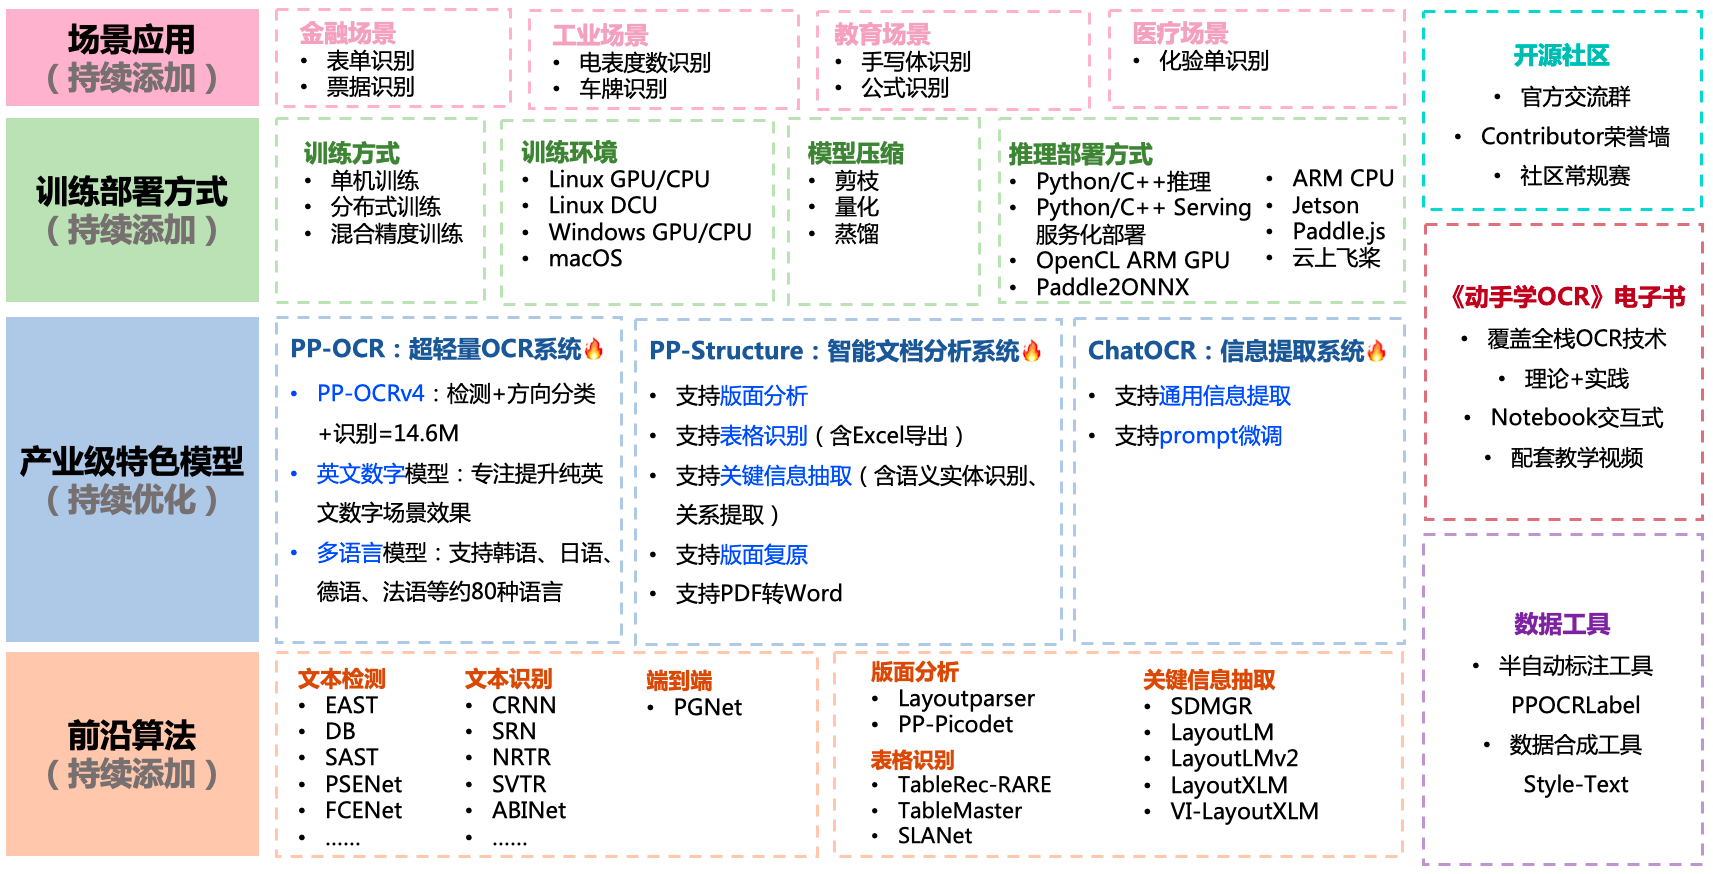 场景应用
（持续添加）
金融场景
• 表单识别
• 票据识别
工业场景
• 电表度数识别
• 车牌识别
教育场景
• 手写体识别
• 公式识别
医疗场景
• 化验单识别
训练部署方式
（持续添加）
训练方式
• 单机训练
• 分布式训练
• 混合精度训练
训练环境
• Linux GPU/CPU
• Linux DCU
• Windows GPU/CPU
• macOS
模型压缩
• 剪枝
• 量化
• 蒸馏
推理部署方式
• Python/C++推理
• Python/C++ Serving
服务化部署
• OpenCL ARM GPU
• Paddle2ONNX
• ARM CPU
• Jetson
• Paddle.js
• 云上飞桨
产业级特色模型
（持续优化）
PP-OCR：超轻量OCR系统🔥
• PP-OCRv4：检测+方向分类
+识别=14.6M
• 英文数字模型：专注提升纯英
文数字场景效果
• 多语言模型：支持韩语、日语、
德语、法语等约80种语言
PP-Structure：智能文档分析系统🔥
• 支持版面分析
• 支持表格识别（含Excel导出）
• 支持关键信息抽取（含语义实体识别、
关系提取）
• 支持版面复原
• 支持PDF转Word
ChatOCR：信息提取系统🔥
• 支持通用信息提取
• 支持prompt微调
前沿算法
（持续添加）
文本检测
• EAST
• DB
• SAST
• PSENet
• FCENet
• ......
文本识别
• CRNN
• SRN
• NRTR
• SVTR
• ABINet
• ......
端到端
• PGNet
版面分析
• Layoutparser
• PP-Picodet
表格识别
• TableRec-RARE
• TableMaster
• SLANet
关键信息抽取
• SDMGR
• LayoutLM
• LayoutLMv2
• LayoutXLM
• VI-LayoutXLM
开源社区
• 官方交流群
• Contributor荣誉墙
• 社区常规赛
《动手学OCR》电子书
• 覆盖全栈OCR技术
• 理论+实践
• Notebook交互式
• 配套教学视频
数据工具
• 半自动标注工具
PPOCRLabel
• 数据合成工具
Style-Text